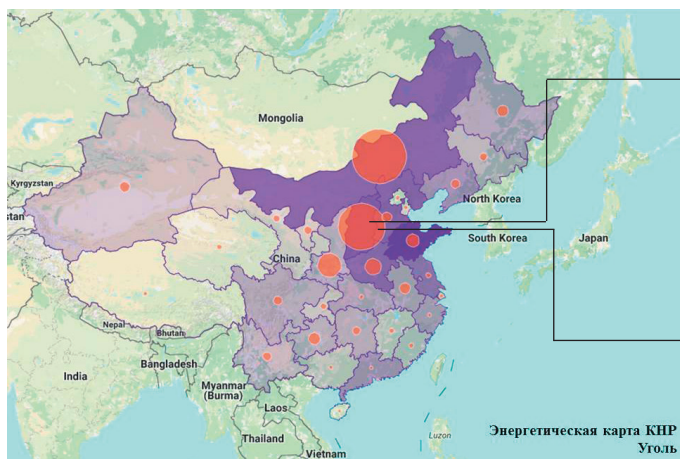 Mongolia
Kyrgyzstan
stan
North Korea
South Korea
Japan
China
Nepal
Bhutan
Bangladesh
India
Myanmar
(Burma)
Laos
Thailand
Vietnam
Luzon
Энергетическая карта КНР
Уголь